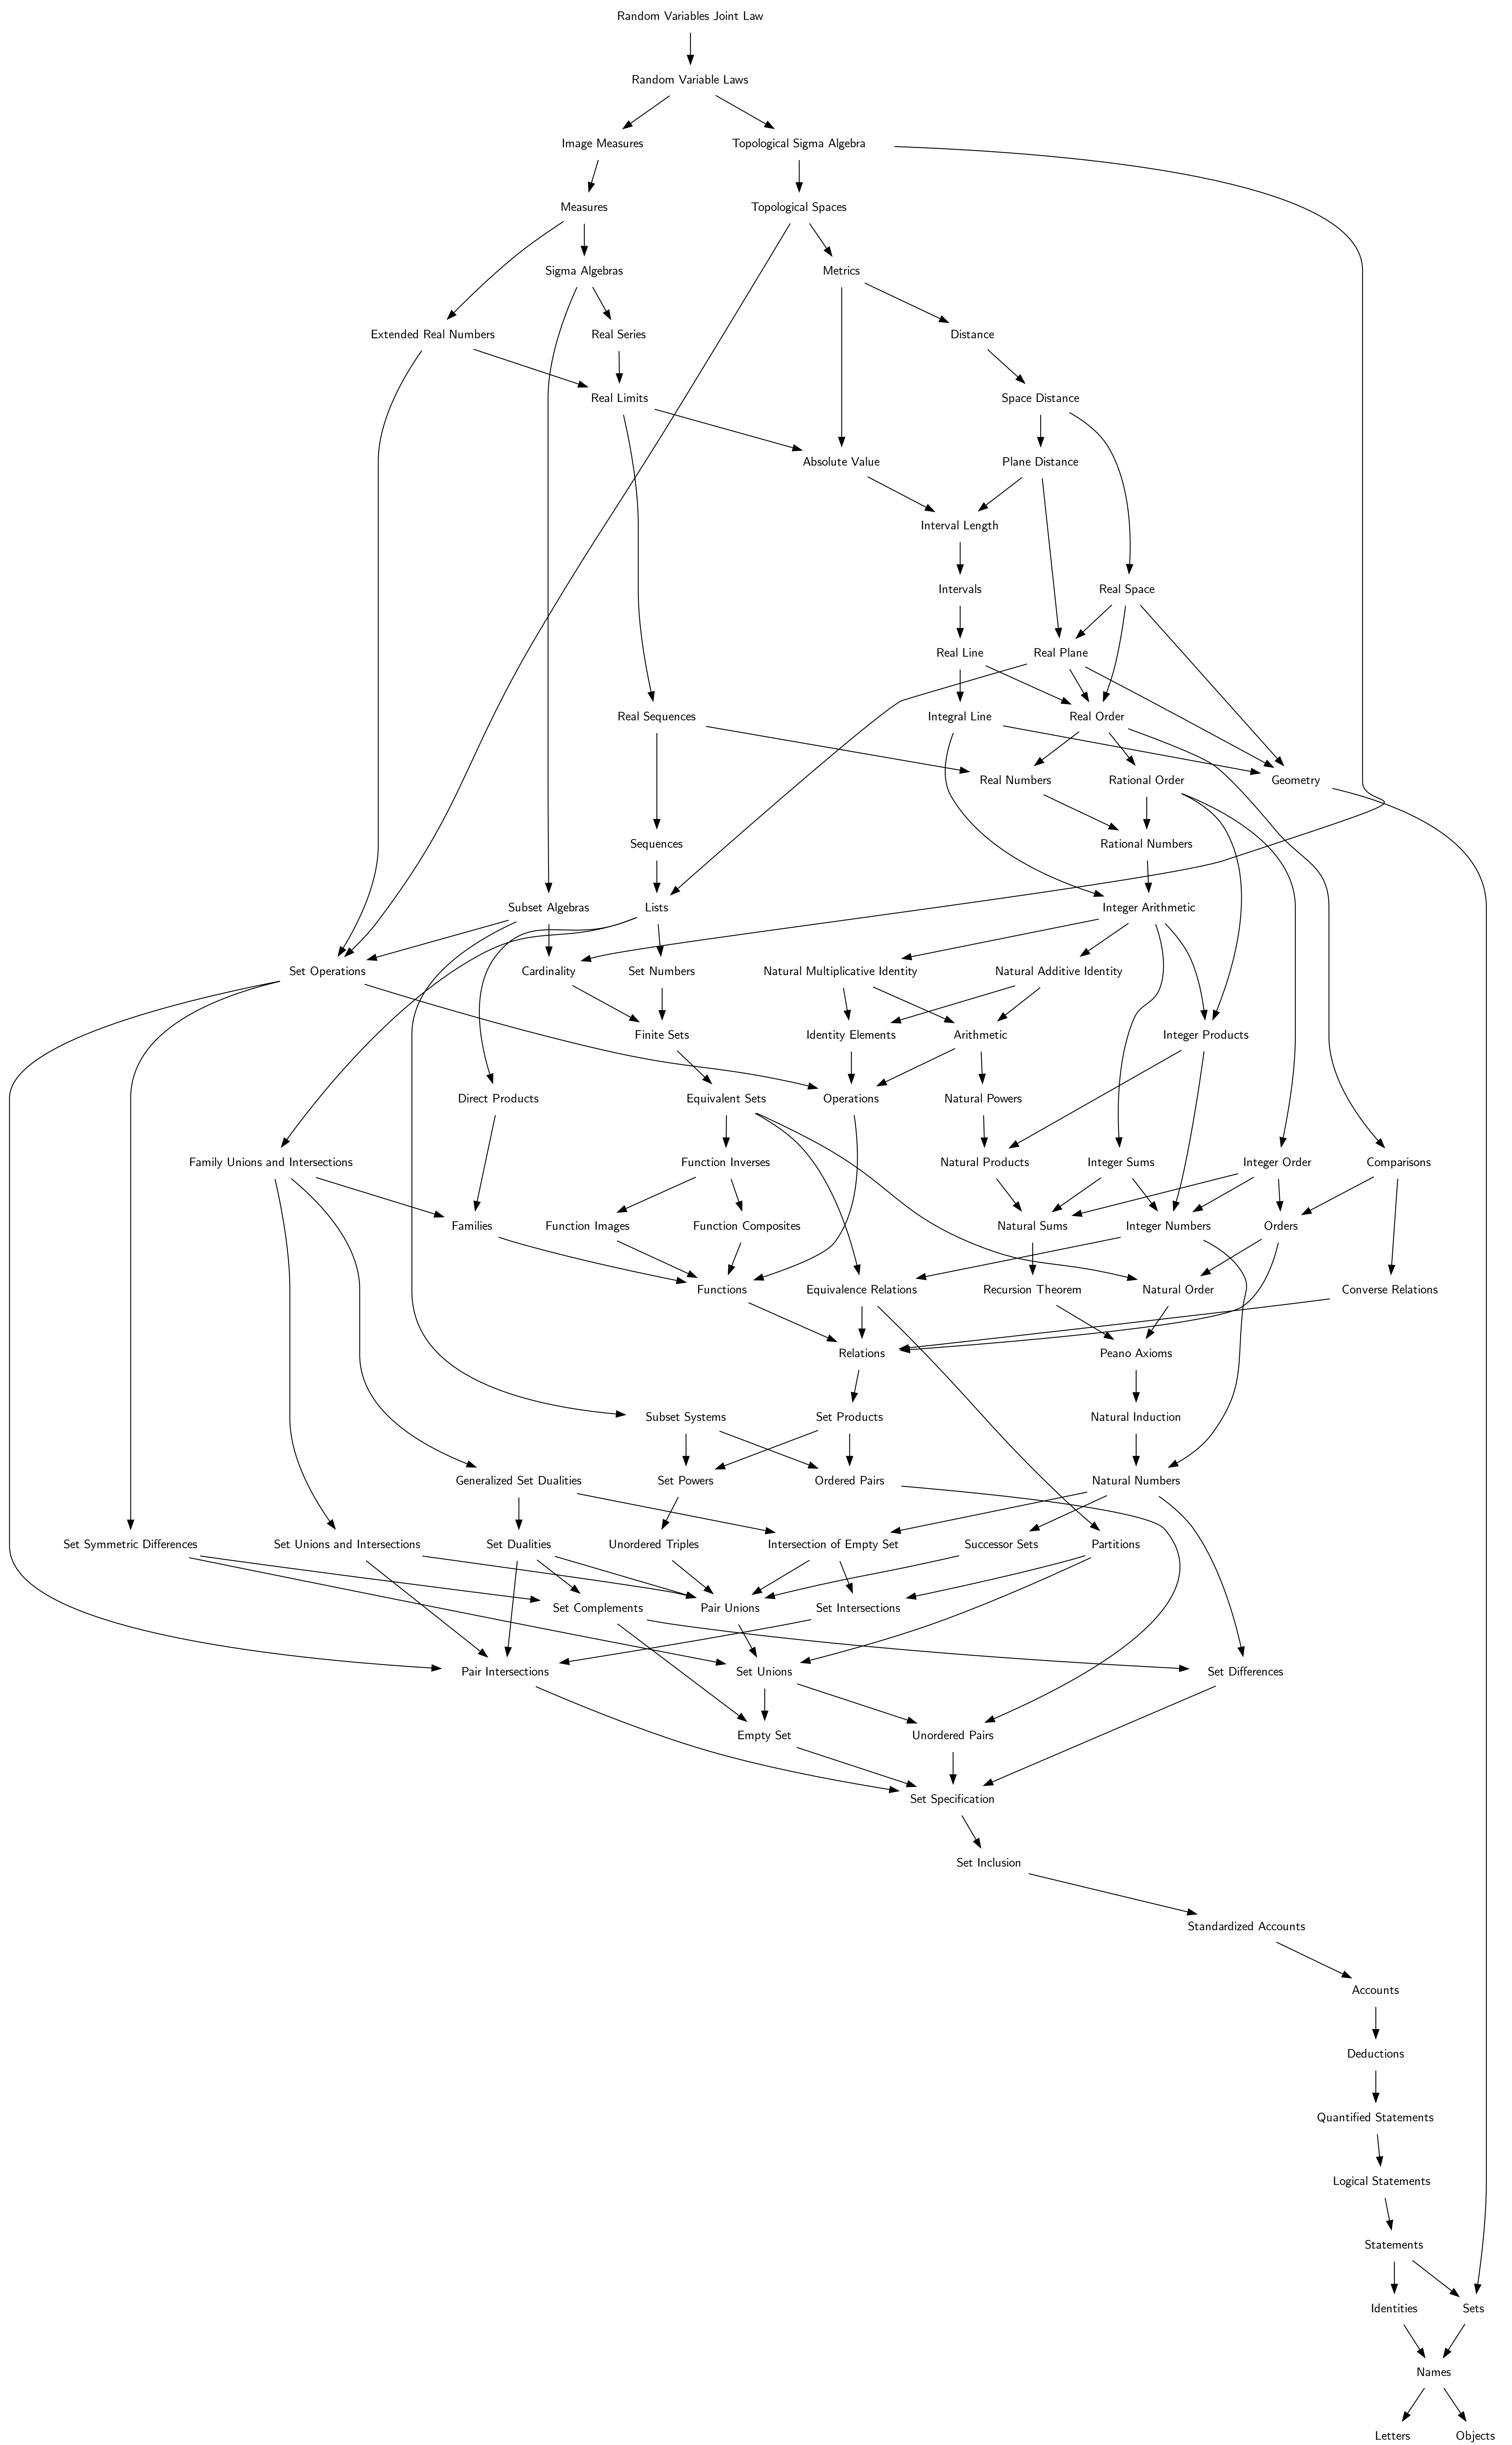 Random Variables Joint Law
Random Variable Laws
Image Measures
Topological Sigma Algebra
Measures
Topological Spaces
Sigma Algebras
Metrics
Extended Real Numbers
Real Series
Distance
Real Limits
Space Distance
Absolute Value
Plane Distance
Interval Length
Intervals
Real Space
Real Line
Real Plane
Real Sequences
Integral Line
Real Order
Real Numbers
Rational Order
Geometry
Sequences
Rational Numbers
Subset Algebras
Lists
Integer Arithmetic
Set Operations
Cardinality
Set Numbers
Natural Multiplicative Identity
Natural Additive Identity
Finite Sets
Identity Elements
Arithmetic
Integer Products
Direct Products
Equivalent Sets
Operations
Natural Powers
Family Unions and Intersections
Function Inverses
Natural Products
Integer Sums
Integer Order
Comparisons
Families
Function Images
Function Composites
Natural Sums
Integer Numbers
Orders
Functions
Equivalence Relations
Recursion Theorem
Natural Order
Converse Relations
Relations
Peano Axioms
Subset Systems
Set Products
Natural Induction
Generalized Set Dualities
Set Powers
Ordered Pairs
Natural Numbers
Set Symmetric Differences
Set Unions and Intersections
Set Dualities
Unordered Triples
Intersection of Empty Set
Successor Sets
Partitions
Set Complements
Pair Unions
Set Intersections
Pair Intersections
Set Unions
Set Differences
Empty Set
Unordered Pairs
Set Specification
Set Inclusion
Standardized Accounts
Accounts
Deductions
Quantified Statements
Logical Statements
Statements
Identities
Sets
Names
Letters
Objects